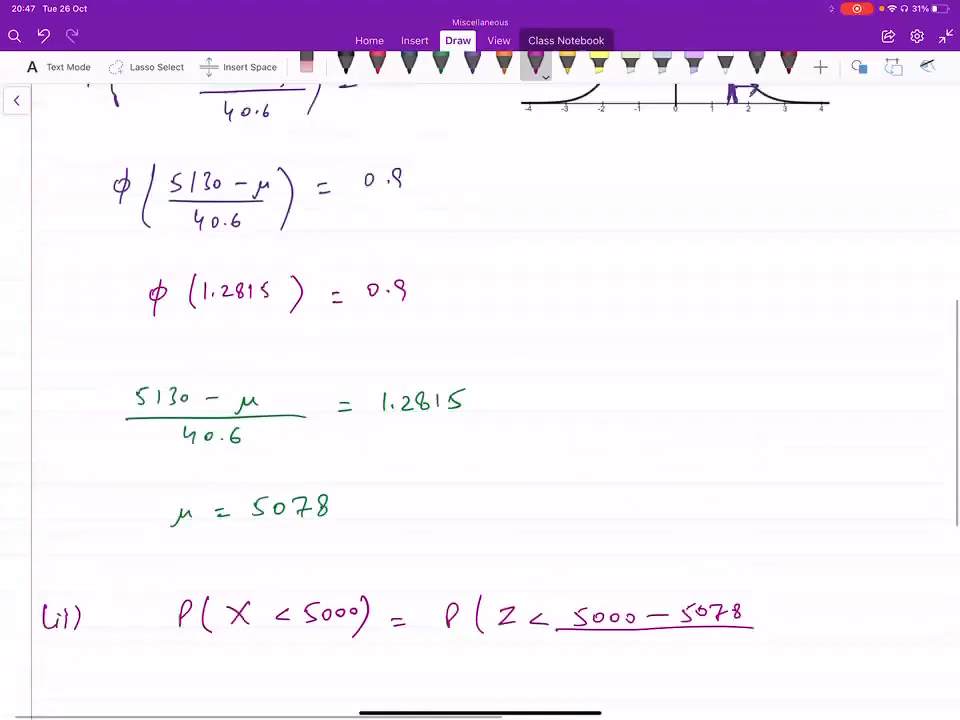 20:47 Tue 26 Oct
31%
Miscellaneous
Home Insert Draw View Class Notebook
Text Mode Lasso Select Insert Space
40.6
-4 -3 -2 -1 0 1 2 3 4
ϕ(5130 - μ / 40.6) = 0.9
ϕ(1.2815) = 0.9
5130 - μ / 40.6 = 1.2815
μ = 5078
(ii) P(X < 5000) = P(Z < 5000 - 5078